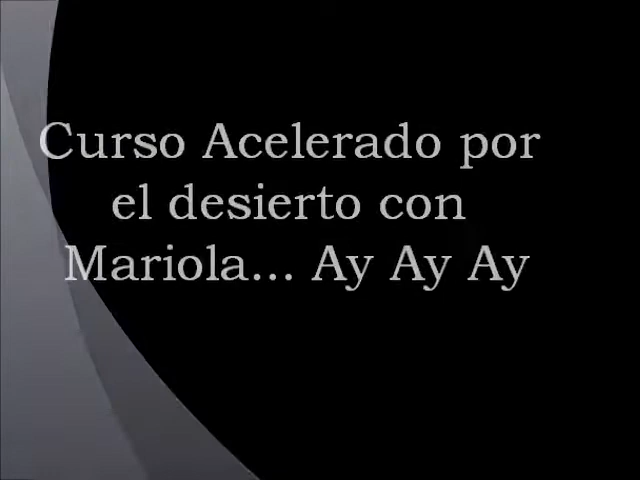 Curso Acelerado por
el desierto con
Mariola... Ay Ay Ay